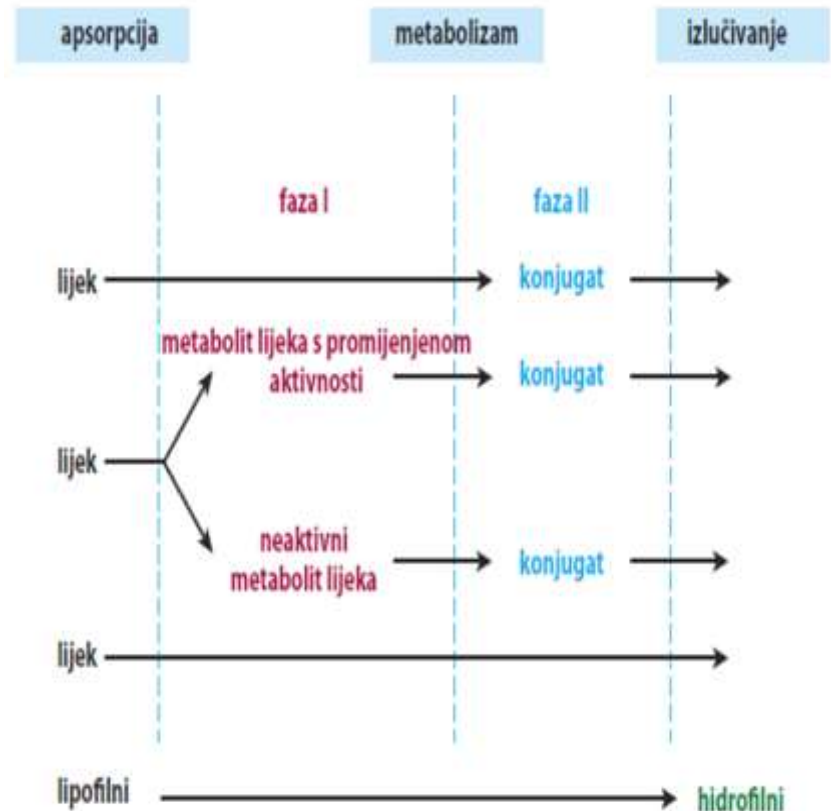 apsorpcija metabolizam izlučivanje
faza I faza II
lijek konjugat
metabolit lijeka s promijenjenom
aktivnosti konjugat
lijek
neaktivni
metabolit lijeka konjugat
lijek
lipofilni hidrofilni